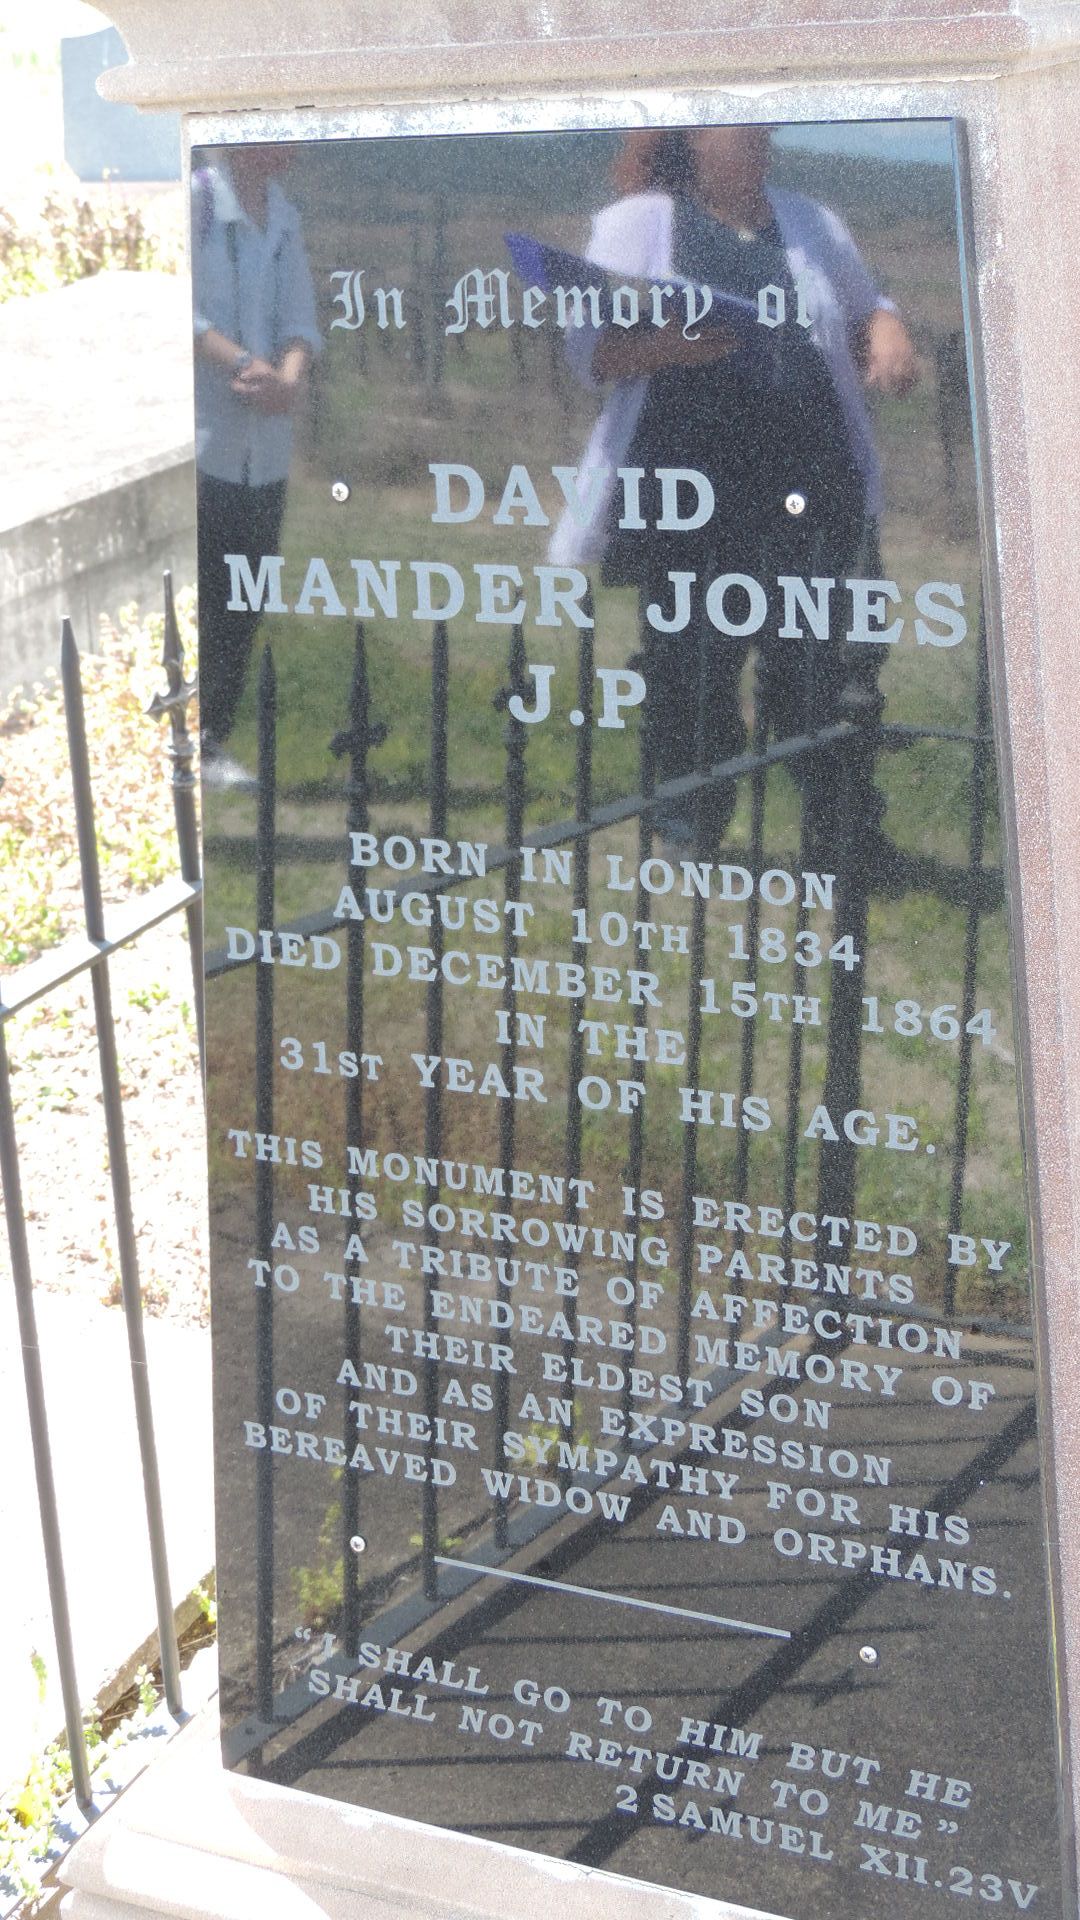 In Memory of
DAVID
MANDER JONES
J.P
BORN IN LONDON
AUGUST 10TH 1834
DIED DECEMBER 15TH 1864
IN THE
31ST YEAR OF HIS AGE.
THIS MONUMENT IS ERECTED BY
HIS SORROWING PARENTS
AS A TRIBUTE OF AFFECTION
TO THE ENDEARED MEMORY OF
THEIR ELDEST SON
AND AS AN EXPRESSION
OF THEIR SYMPATHY FOR HIS
BEREAVED WIDOW AND ORPHANS.
“I SHALL GO TO HIM BUT HE
SHALL NOT RETURN TO ME”
2 SAMUEL XII.23V